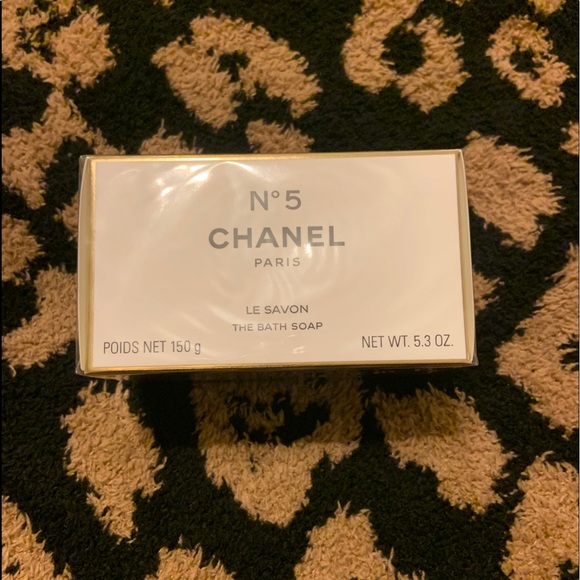 N°5
CHANEL
PARIS
LE SAVON
THE BATH SOAP
POIDS NET 150 g NET WT. 5.3 OZ.